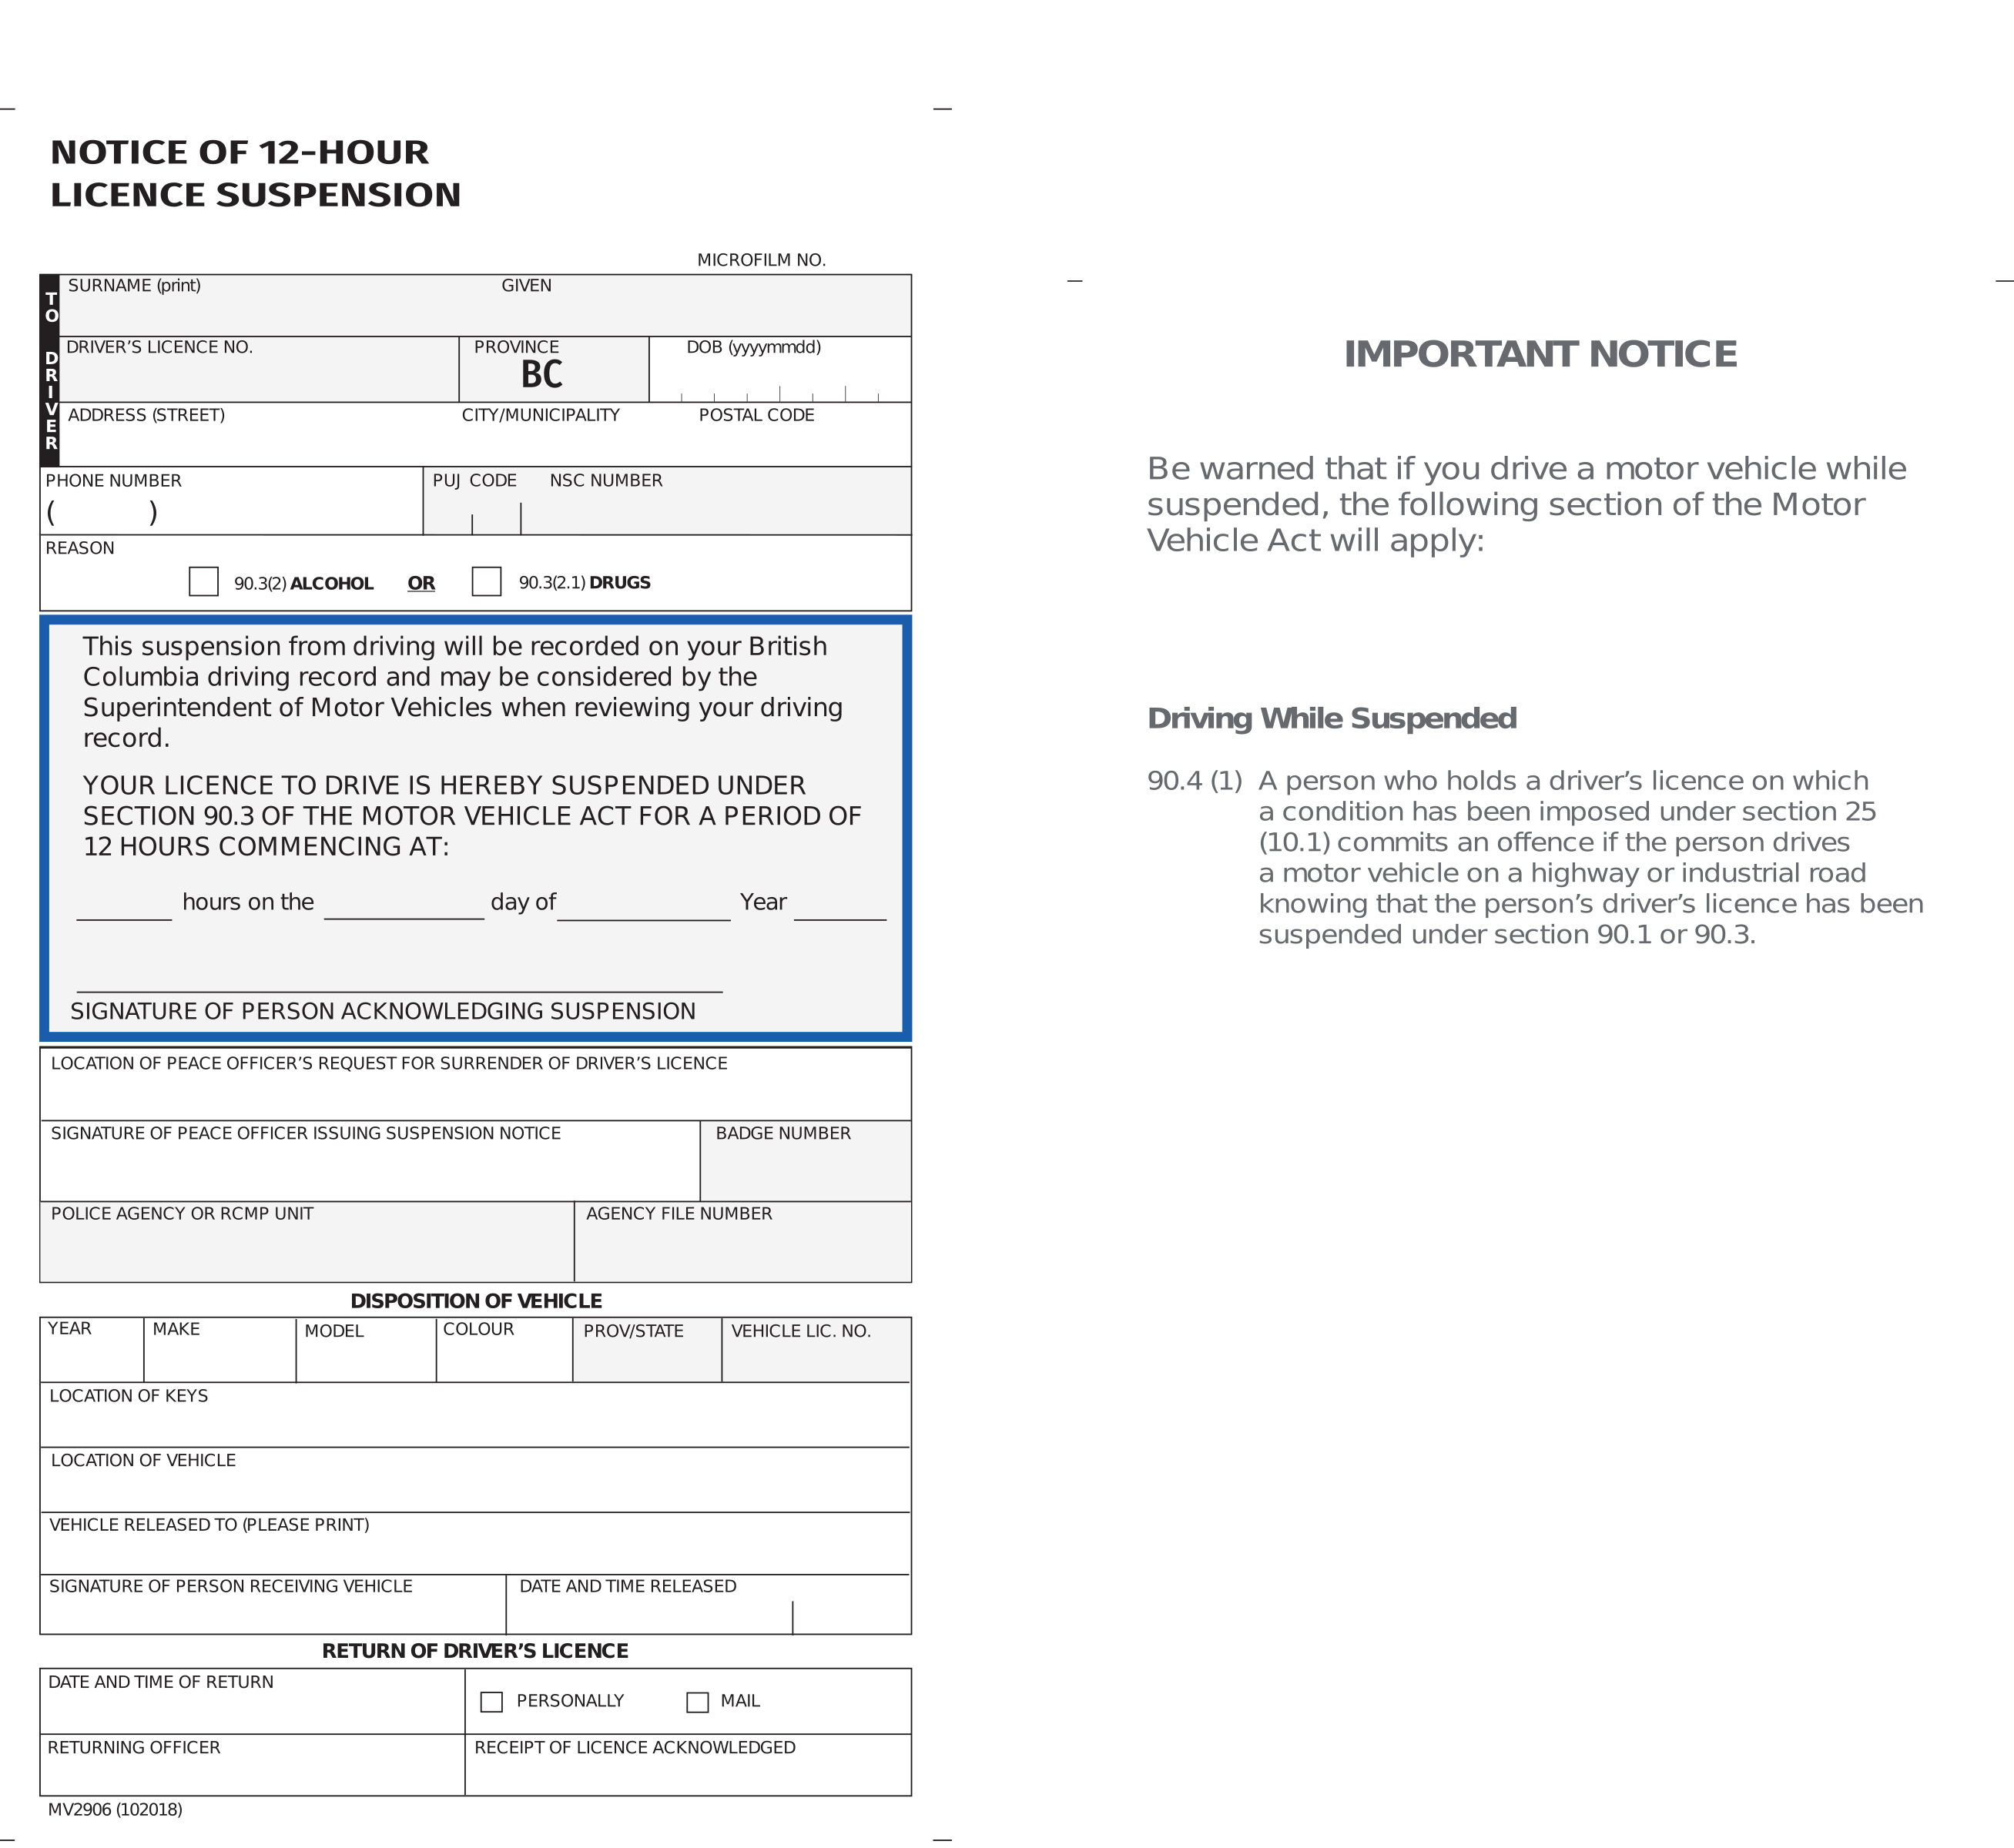 NOTICE OF 12-HOUR
LICENCE SUSPENSION
MICROFILM NO.
TO DRIVER
SURNAME (print) GIVEN
DRIVER’S LICENCE NO. PROVINCE DOB (yyyymmdd)
BC
ADDRESS (STREET) CITY/MUNICIPALITY POSTAL CODE
PHONE NUMBER PUJ CODE NSC NUMBER
( )
REASON
90.3(2) ALCOHOL OR 90.3(2.1) DRUGS
This suspension from driving will be recorded on your British
Columbia driving record and may be considered by the
Superintendent of Motor Vehicles when reviewing your driving
record.
YOUR LICENCE TO DRIVE IS HEREBY SUSPENDED UNDER
SECTION 90.3 OF THE MOTOR VEHICLE ACT FOR A PERIOD OF
12 HOURS COMMENCING AT:
hours on the day of Year
SIGNATURE OF PERSON ACKNOWLEDGING SUSPENSION
LOCATION OF PEACE OFFICER’S REQUEST FOR SURRENDER OF DRIVER’S LICENCE
SIGNATURE OF PEACE OFFICER ISSUING SUSPENSION NOTICE BADGE NUMBER
POLICE AGENCY OR RCMP UNIT AGENCY FILE NUMBER
DISPOSITION OF VEHICLE
YEAR MAKE MODEL COLOUR PROV/STATE VEHICLE LIC. NO.
LOCATION OF KEYS
LOCATION OF VEHICLE
VEHICLE RELEASED TO (PLEASE PRINT)
SIGNATURE OF PERSON RECEIVING VEHICLE DATE AND TIME RELEASED
RETURN OF DRIVER’S LICENCE
DATE AND TIME OF RETURN PERSONALLY MAIL
RETURNING OFFICER RECEIPT OF LICENCE ACKNOWLEDGED
MV2906 (102018)
IMPORTANT NOTICE
Be warned that if you drive a motor vehicle while
suspended, the following section of the Motor
Vehicle Act will apply:
Driving While Suspended
90.4 (1) A person who holds a driver’s licence on which
a condition has been imposed under section 25
(10.1) commits an offence if the person drives
a motor vehicle on a highway or industrial road
knowing that the person’s driver’s licence has been
suspended under section 90.1 or 90.3.